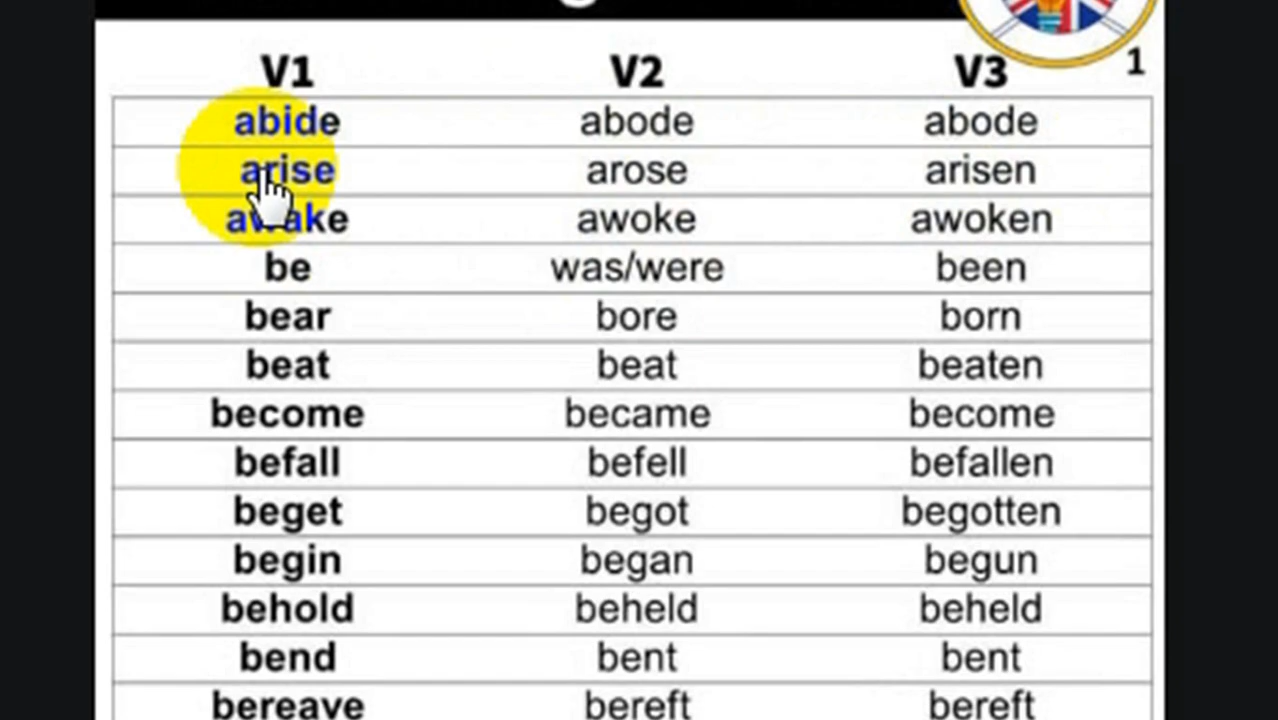 V1 V2 V3 1
abide abode abode
arise arose arisen
awake awoke awoken
be was/were been
bear bore born
beat beat beaten
become became become
befall befell befallen
beget begot begotten
begin began begun
behold beheld beheld
bend bent bent
bereave bereft bereft